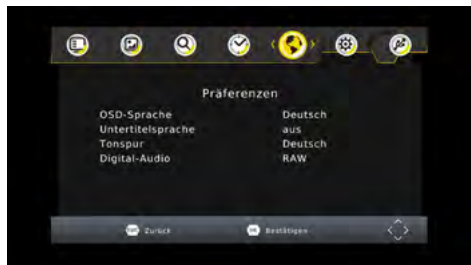 Präferenzen
OSD-Sprache Deutsch
Untertitelsprache aus
Tonspur Deutsch
Digital-Audio RAW
Zurück Bestätigen